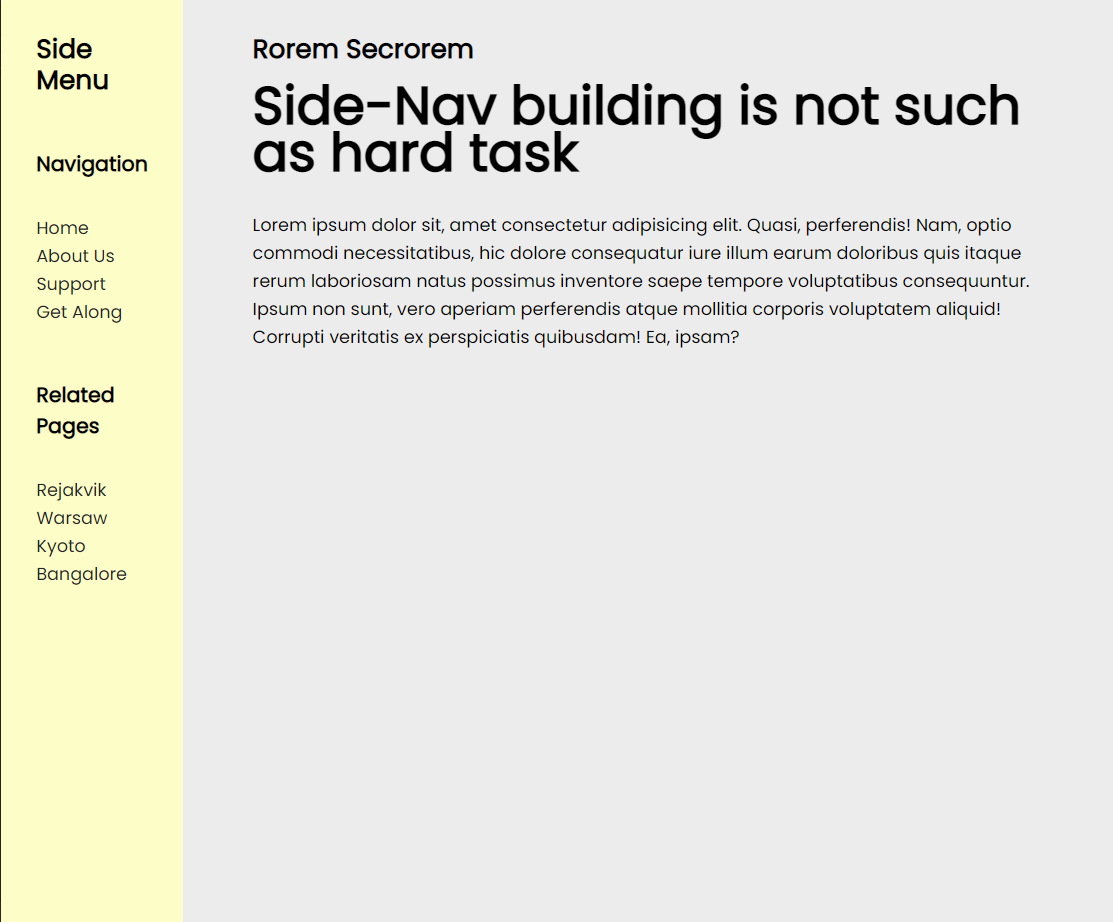 Side
Menu
Navigation
Home
About Us
Support
Get Along
Related
Pages
Rejakvik
Warsaw
Kyoto
Bangalore
Rorem Secrorem
Side-Nav building is not such
as hard task
Lorem ipsum dolor sit, amet consectetur adipisicing elit. Quasi, perferendis! Nam, optio
commodi necessitatibus, hic dolore consequatur iure illum earum doloribus quis itaque
rerum laboriosam natus possimus inventore saepe tempore voluptatibus consequuntur.
Ipsum non sunt, vero aperiam perferendis atque mollitia corporis voluptatem aliquid!
Corrupti veritatis ex perspiciatis quibusdam! Ea, ipsam?